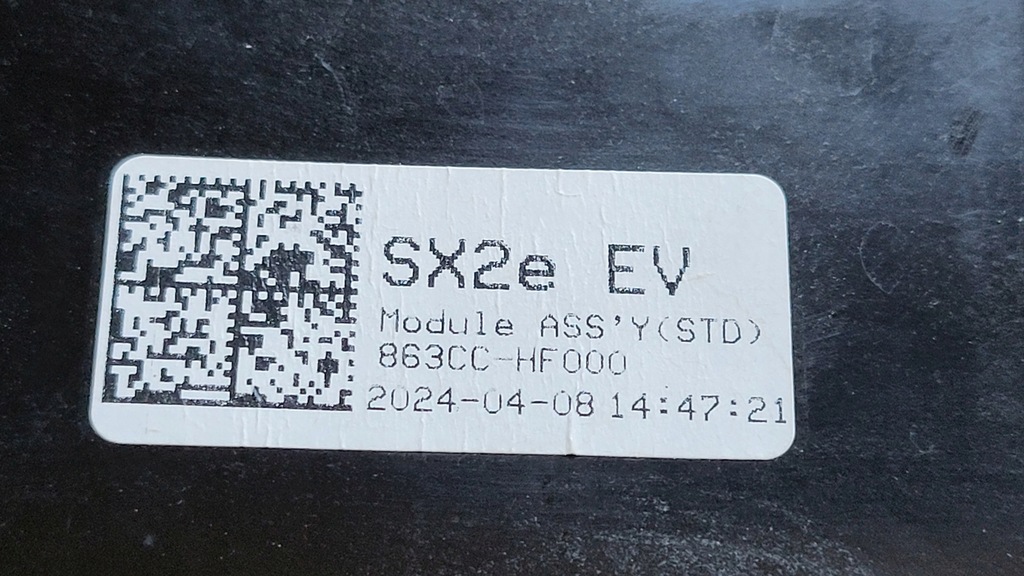 SX2e EV
Module ASS'Y(STD)
863CC-HF000
2024-04-08 14:47:21